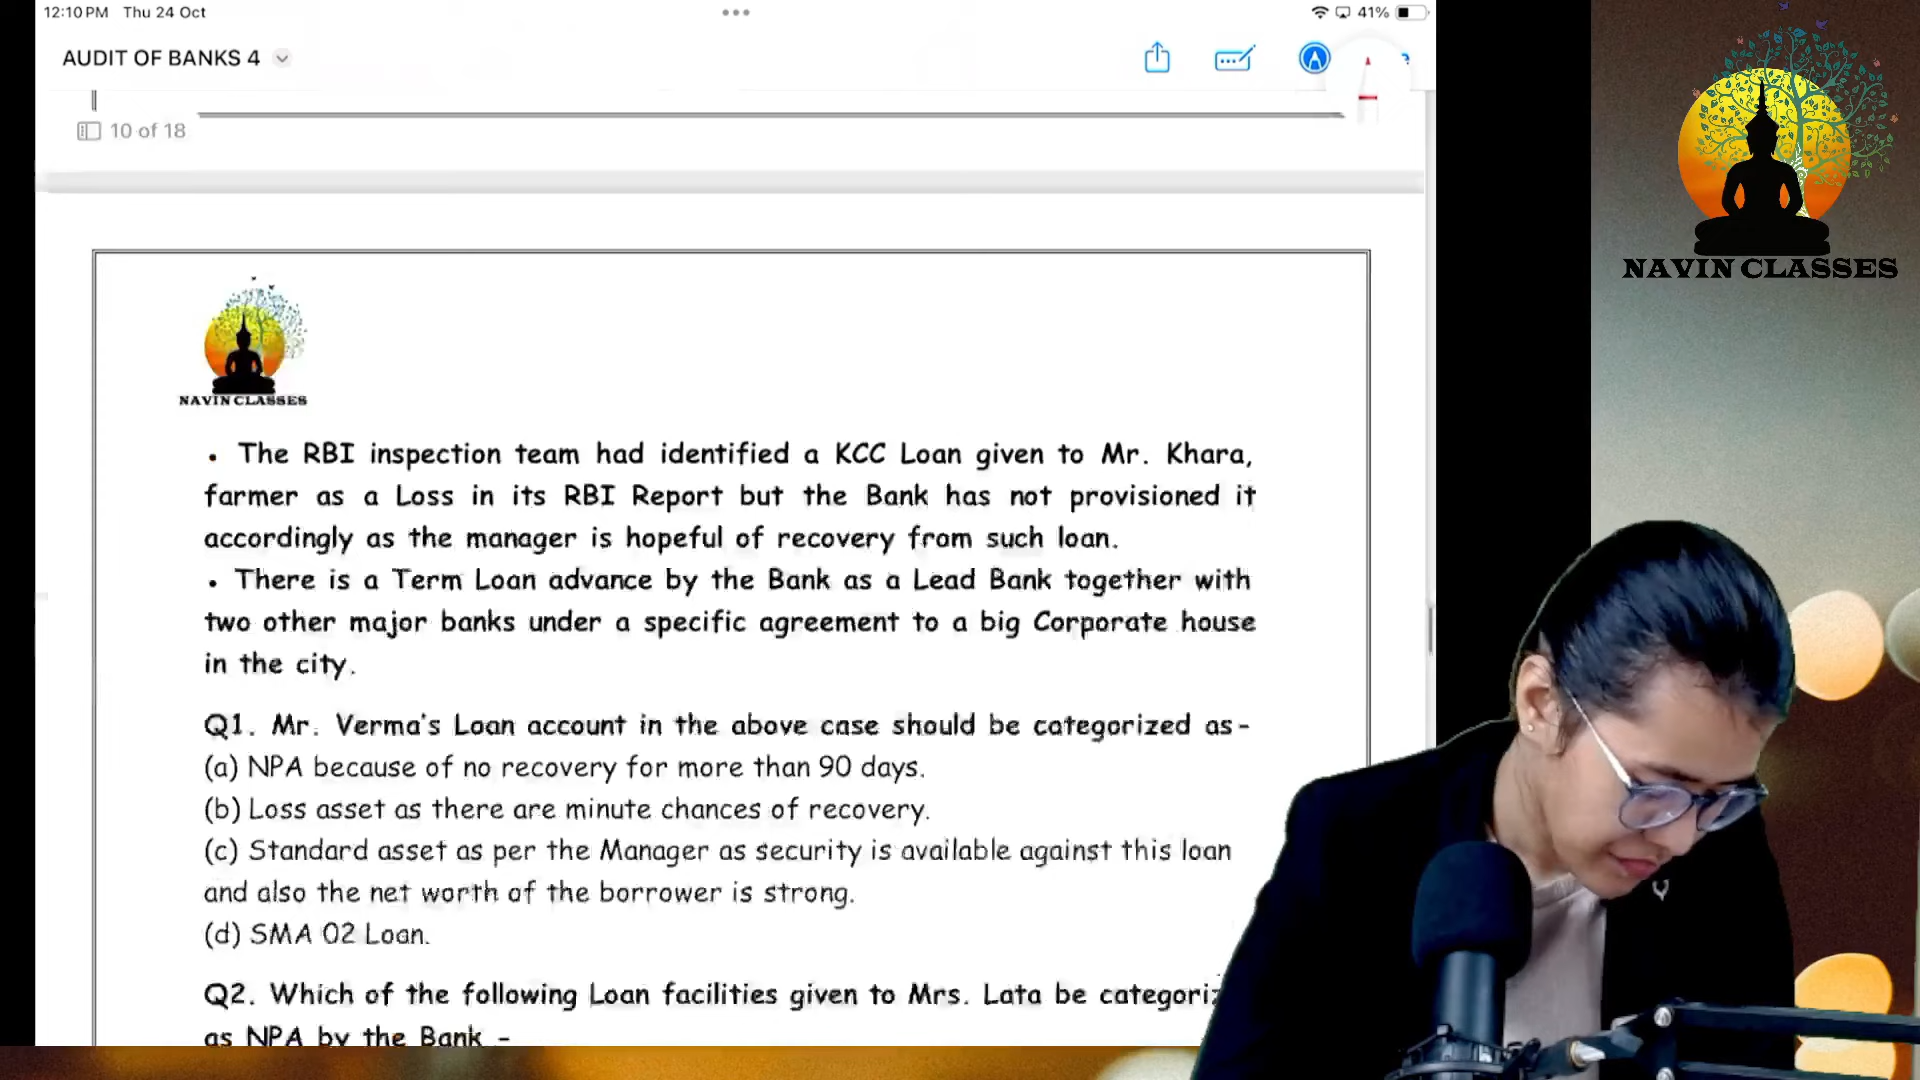 12:10 PM Thu 24 Oct
41%
AUDIT OF BANKS 4
10 of 18
NAVIN CLASSES
NAVIN CLASSES
• The RBI inspection team had identified a KCC Loan given to Mr. Khara,
farmer as a Loss in its RBI Report but the Bank has not provisioned it
accordingly as the manager is hopeful of recovery from such loan.
• There is a Term Loan advance by the Bank as a Lead Bank together with
two other major banks under a specific agreement to a big Corporate house
in the city.
Q1. Mr. Verma's Loan account in the above case should be categorized as-
(a) NPA because of no recovery for more than 90 days.
(b) Loss asset as there are minute chances of recovery.
(c) Standard asset as per the Manager as security is available against this loan
and also the net worth of the borrower is strong.
(d) SMA 02 Loan.
Q2. Which of the following Loan facilities given to Mrs. Lata be
as NPA by the Bank -